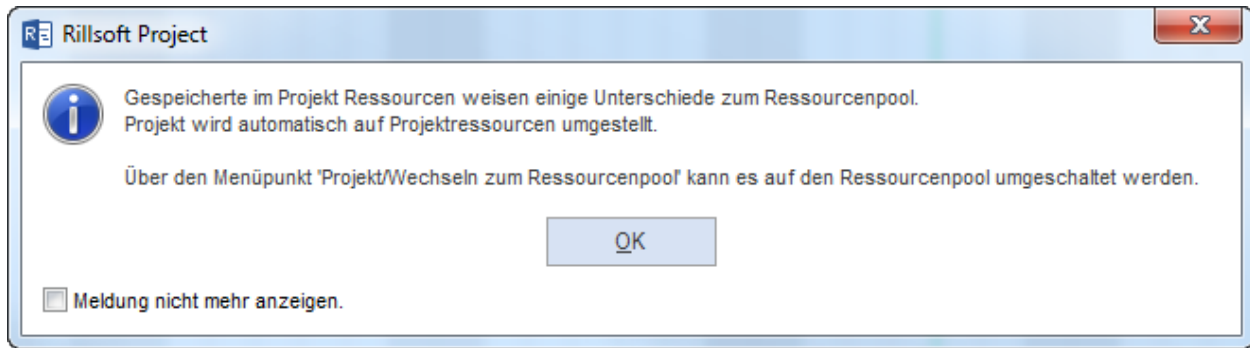 Rillsoft Project
Gespeicherte im Projekt Ressourcen weisen einige Unterschiede zum Ressourcenpool.
Projekt wird automatisch auf Projektressourcen umgestellt.
Über den Menüpunkt 'Projekt/Wechseln zum Ressourcenpool' kann es auf den Ressourcenpool umgeschaltet werden.
OK
Meldung nicht mehr anzeigen.